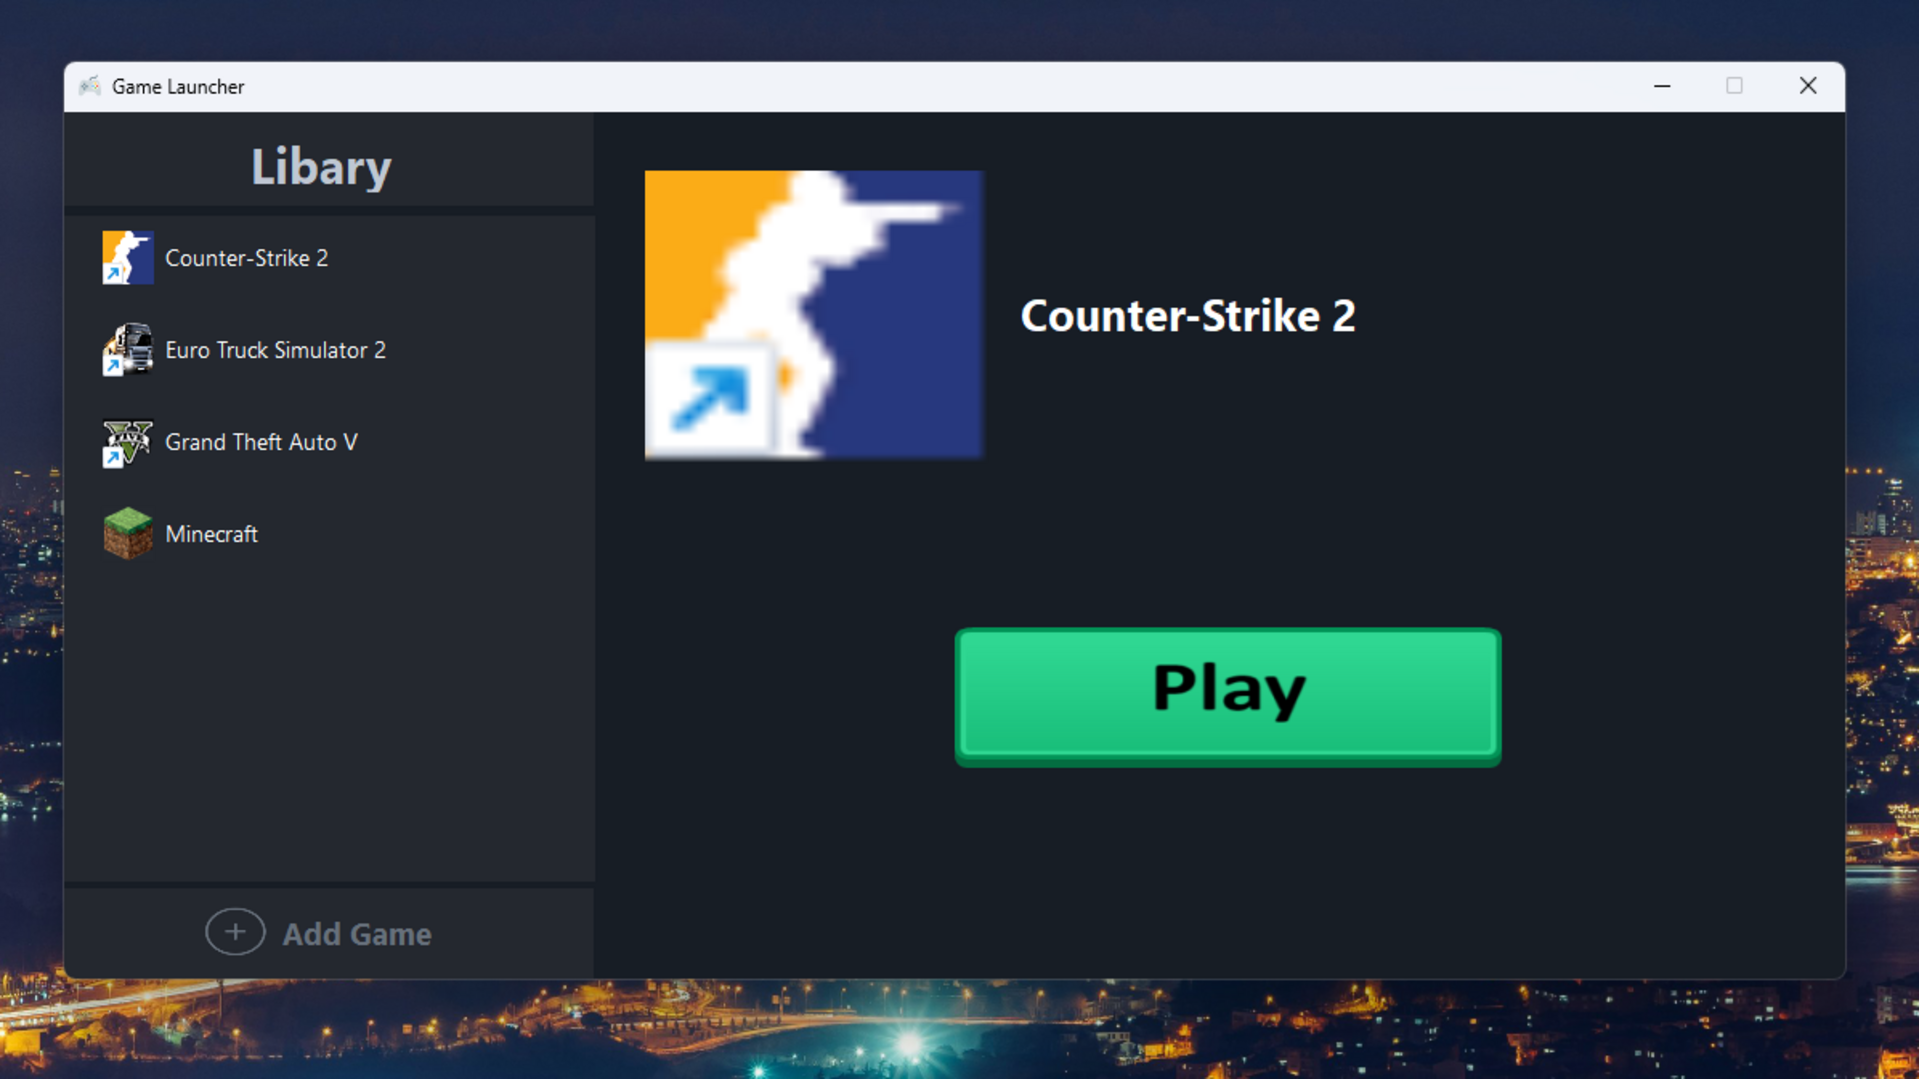 Game Launcher
Libary
Counter-Strike 2
Euro Truck Simulator 2
Grand Theft Auto V
Minecraft
Add Game
Counter-Strike 2
Play